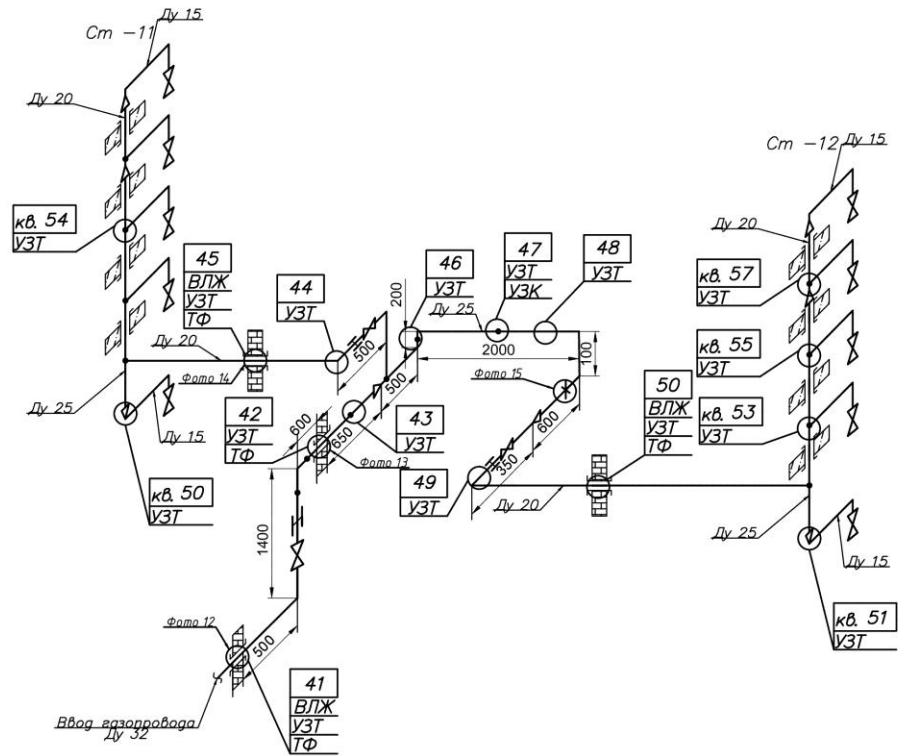 Ду 15
Ст -11
Ду 20
Ст -12
Ду 15
кв. 54
УЗТ
45
ВЛЖ
УЗТ
ТФ
44
УЗТ
46
УЗТ
47
УЗТ
УЗК
48
УЗТ
Ду 20
кв. 57
УЗТ
200
Ду 25
2000
100
Ду 20
Фото 14
500
500
Фото 15
кв. 55
УЗТ
Ду 25
Ду 15
42
УЗТ
ТФ
600
650
43
УЗТ
Фото 13
600
350
50
ВЛЖ
УЗТ
ТФ
кв. 53
УЗТ
кв. 50
УЗТ
49
УЗТ
Ду 20
Ду 25
Ду 15
1400
Фото 12
500
кв. 51
УЗТ
41
ВЛЖ
УЗТ
ТФ
Ввод газопровода
Ду 32